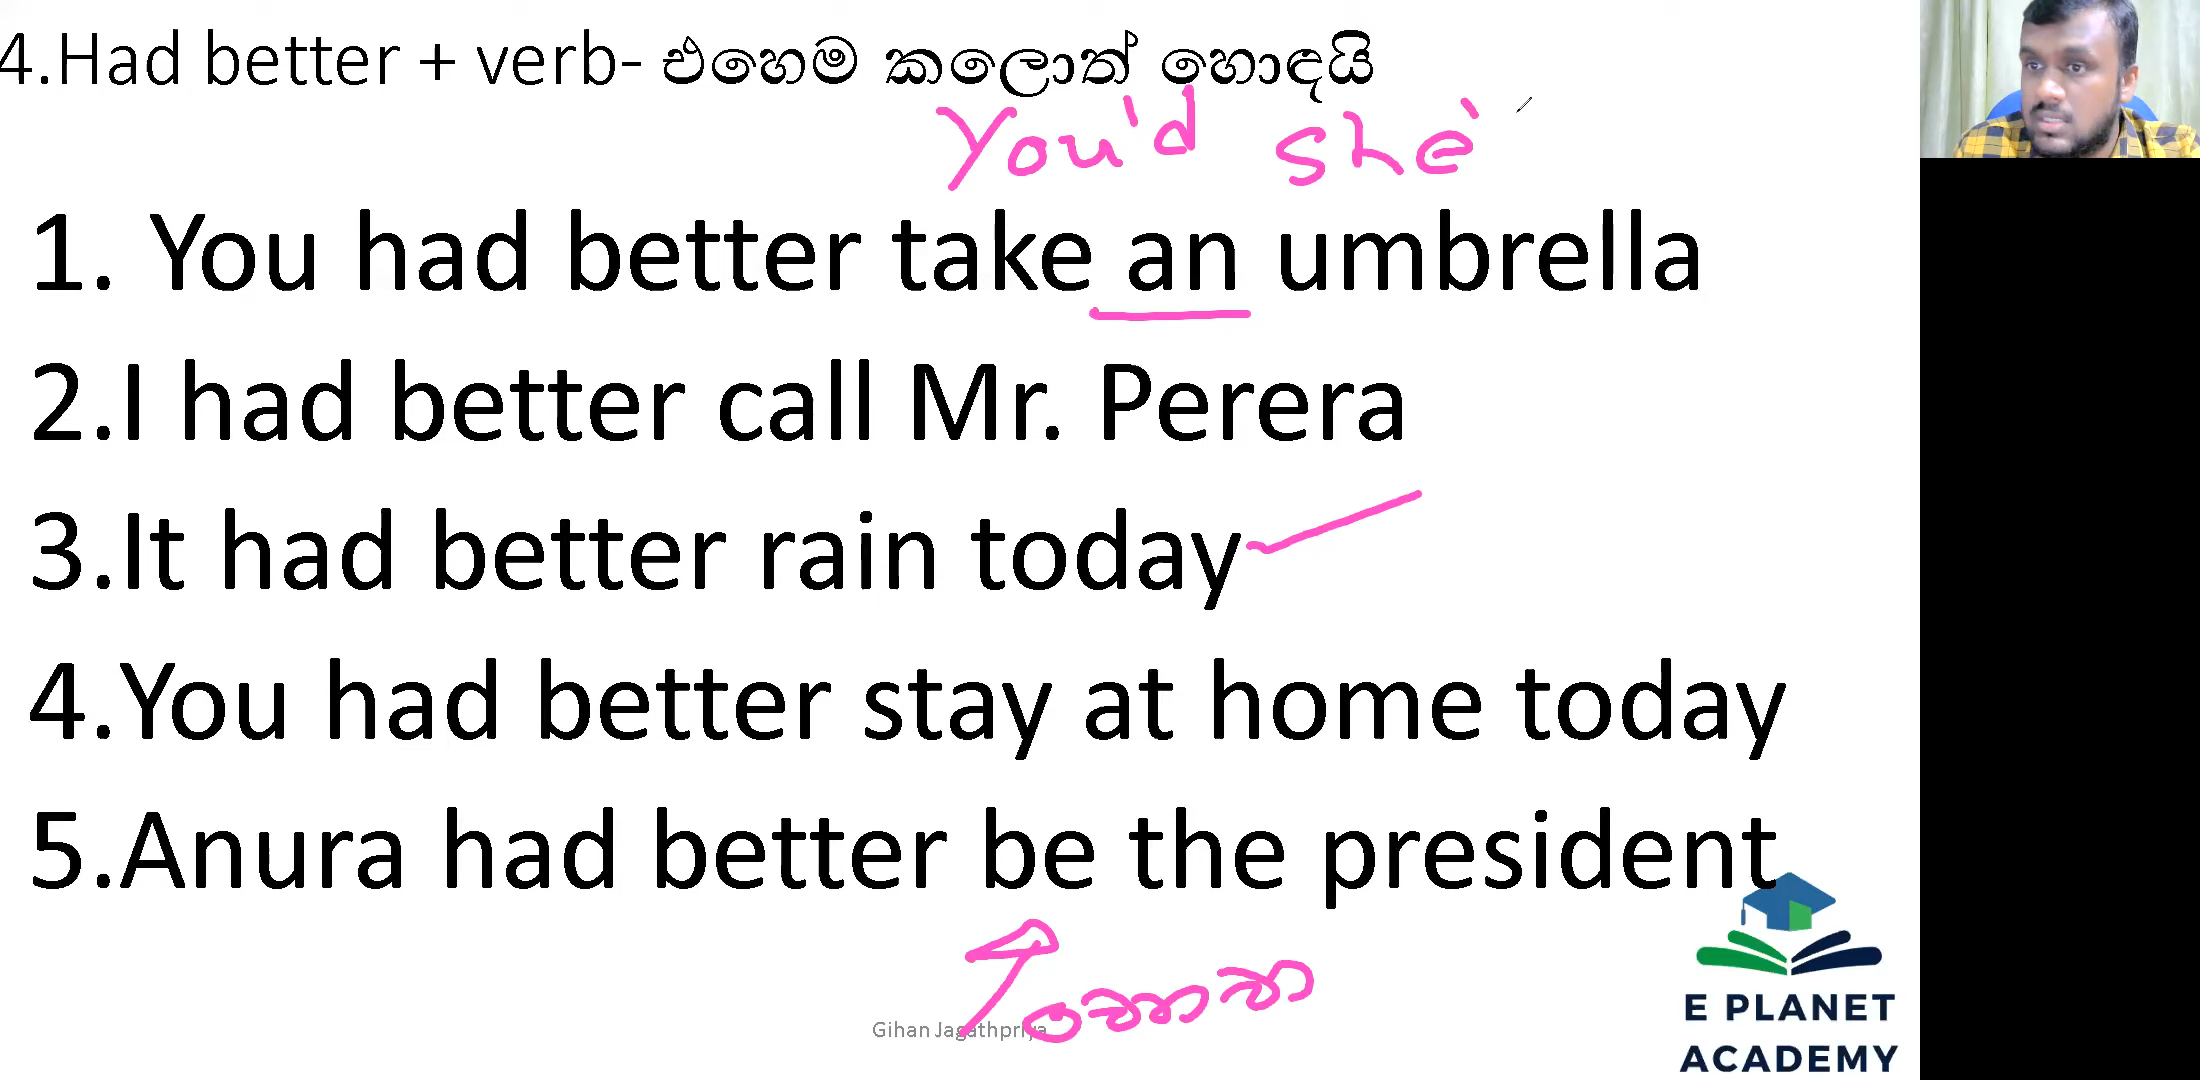 4.Had better + verb- එහෙම කලොත් හොඳයි
You'd she'
1. You had better take an umbrella
2.I had better call Mr. Perera
3.It had better rain today
4.You had better stay at home today
5.Anura had better be the president
වෙනවා
Gihan Jagathpriya
E PLANET
ACADEMY